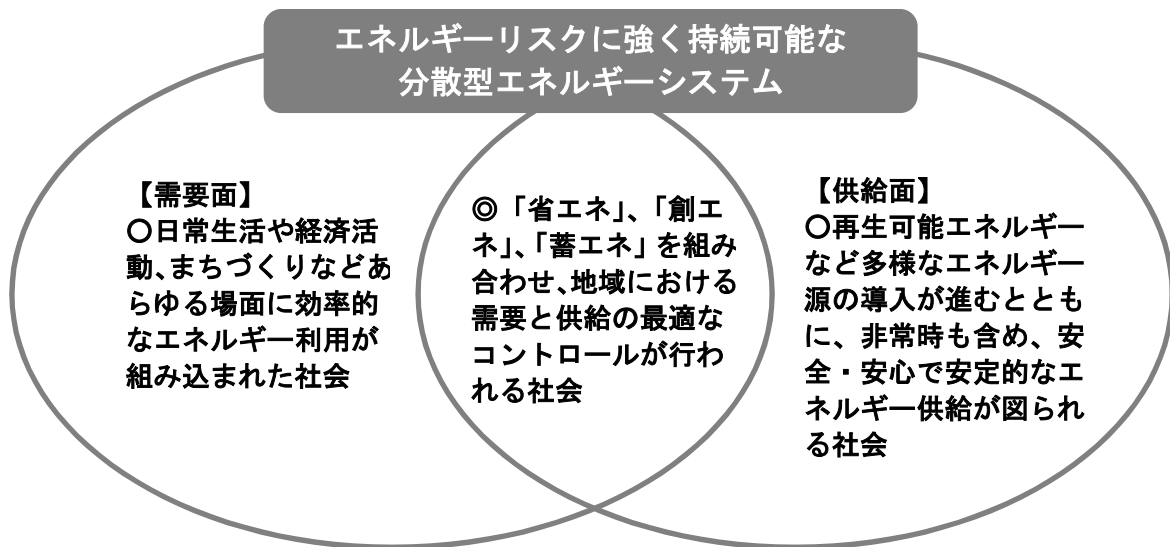 エネルギーリスクに強く持続可能な
分散型エネルギーシステム
【需要面】
〇日常生活や経済活
動、まちづくりなどあ
らゆる場面に効率的
なエネルギー利用が
組み込まれた社会
◎「省エネ」、「創エ
ネ」、「蓄エネ」を組み
合わせ、地域における
需要と供給の最適な
コントロールが行わ
れる社会
【供給面】
〇再生可能エネルギー
など多様なエネルギー
源の導入が進むととも
に、非常時も含め、安
全・安心で安定的なエ
ネルギー供給が図られ
る社会